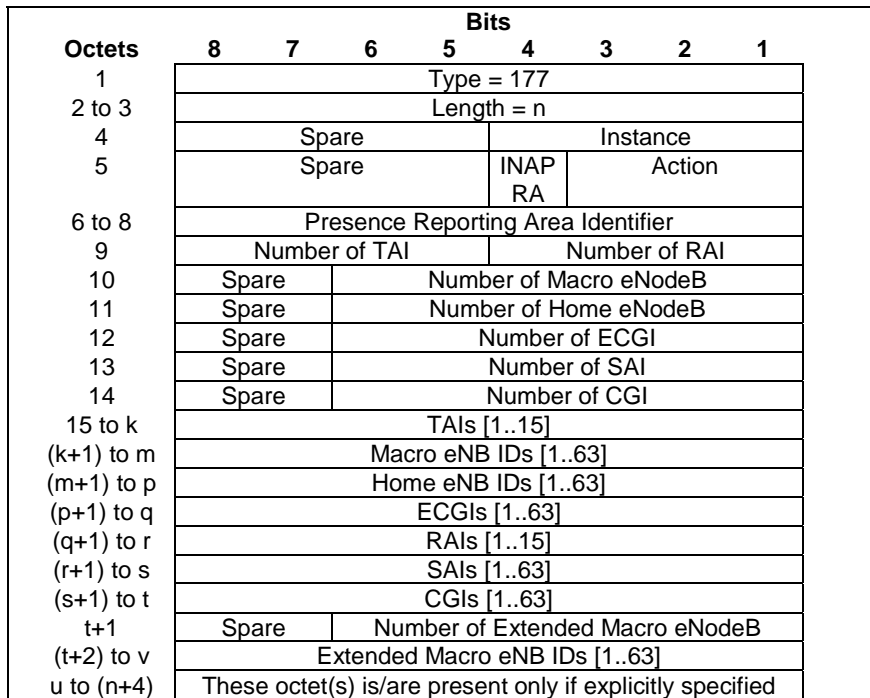 Bits
Octets 8 7 6 5 4 3 2 1
1 Type = 177
2 to 3 Length = n
4 Spare Instance
5 Spare INAP Action
RA
6 to 8 Presence Reporting Area Identifier
9 Number of TAI Number of RAI
10 Spare Number of Macro eNodeB
11 Spare Number of Home eNodeB
12 Spare Number of ECGI
13 Spare Number of SAI
14 Spare Number of CGI
15 to k TAIs [1..15]
(k+1) to m Macro eNB IDs [1..63]
(m+1) to p Home eNB IDs [1..63]
(p+1) to q ECGIs [1..63]
(q+1) to r RAIs [1..15]
(r+1) to s SAIs [1..63]
(s+1) to t CGIs [1..63]
t+1 Spare Number of Extended Macro eNodeB
(t+2) to v Extended Macro eNB IDs [1..63]
u to (n+4) These octet(s) is/are present only if explicitly specified